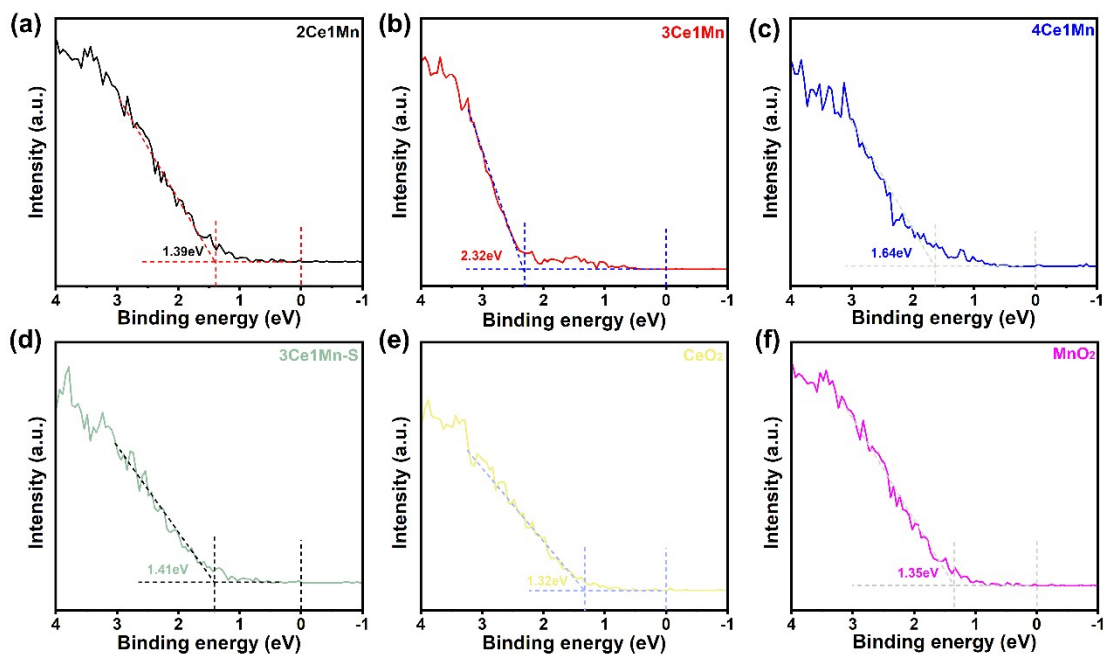 (a)
2Ce1Mn
Intensity (a.u.)
1.39eV
4 3 2 1 0 -1
Binding energy (eV)
(b)
3Ce1Mn
Intensity (a.u.)
2.32eV
4 3 2 1 0 -1
Binding energy (eV)
(c)
4Ce1Mn
Intensity (a.u.)
1.64eV
4 3 2 1 0 -1
Binding energy (eV)
(d)
3Ce1Mn-S
Intensity (a.u.)
1.41eV
4 3 2 1 0 -1
Binding energy (eV)
(e)
CeO₂
Intensity (a.u.)
1.32eV
4 3 2 1 0 -1
Binding energy (eV)
(f)
MnO₂
Intensity (a.u.)
1.35eV
4 3 2 1 0 -1
Binding energy (eV)